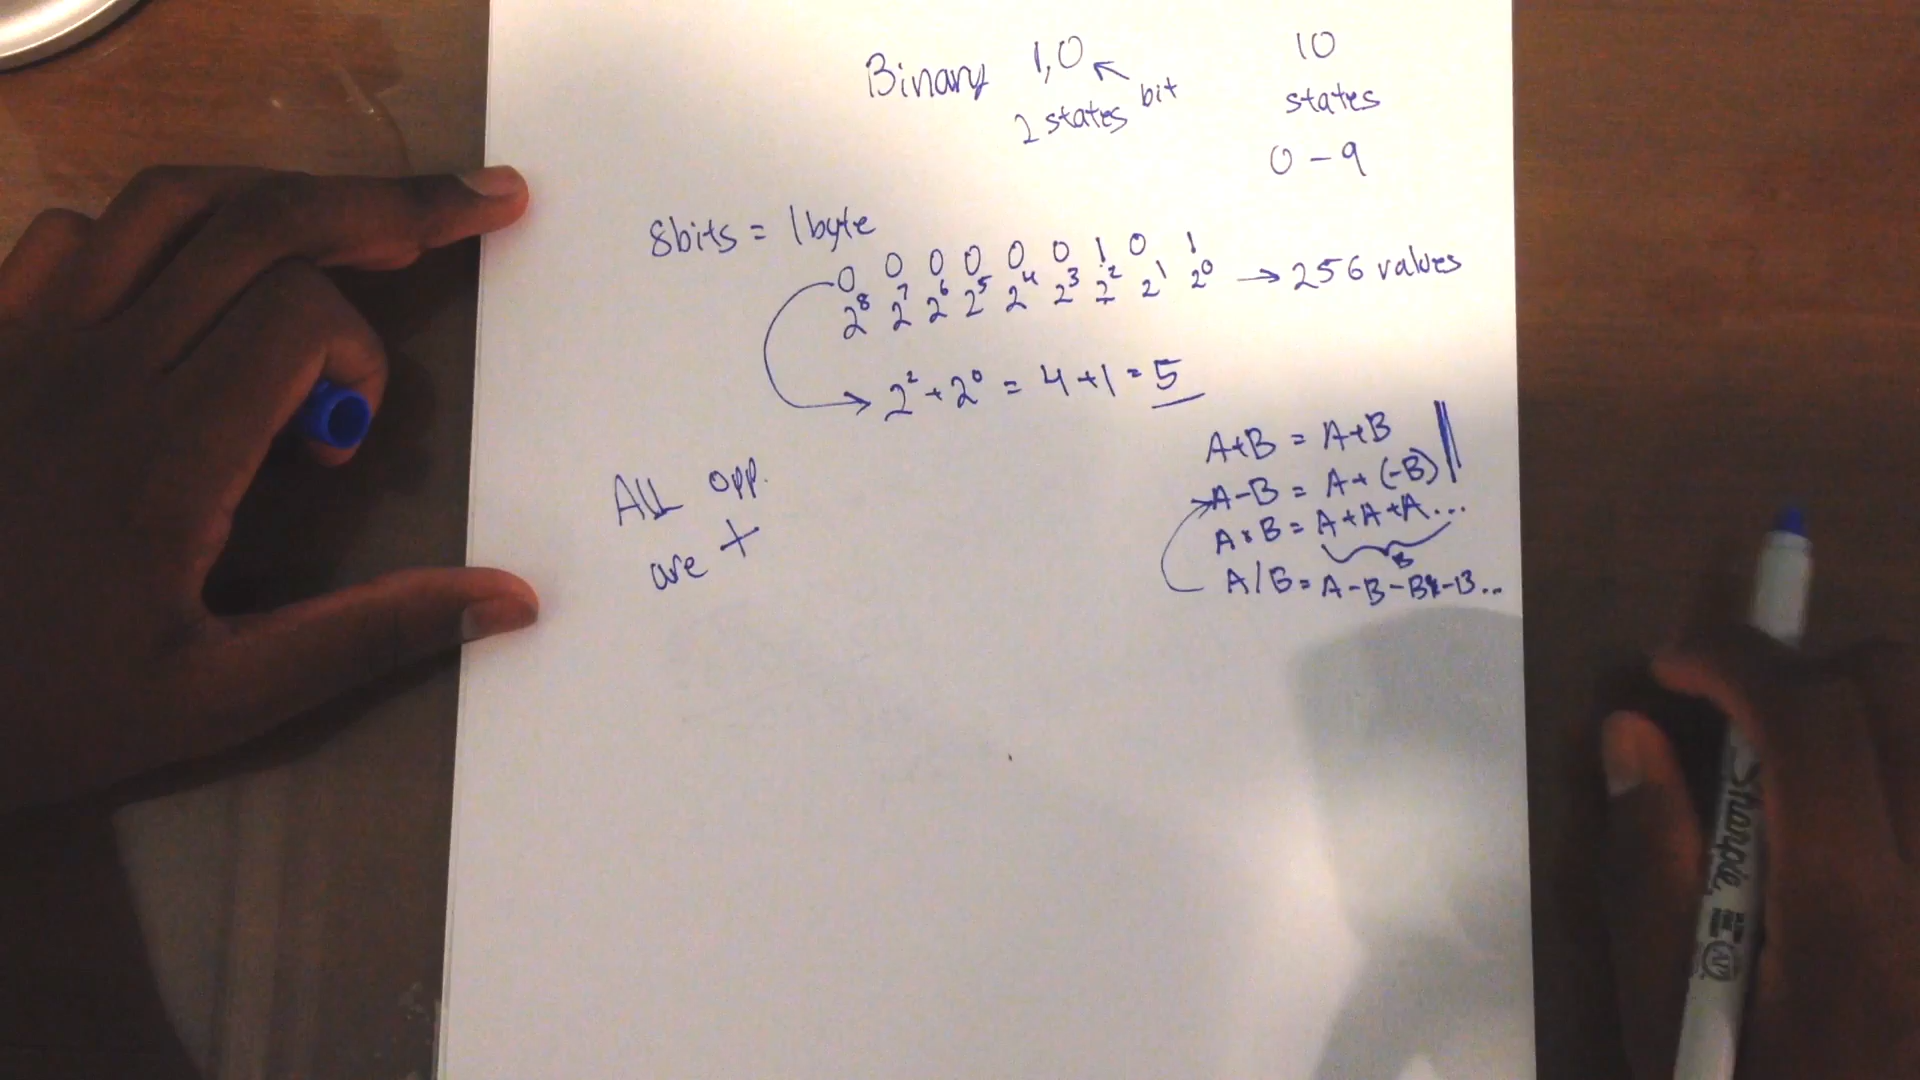 Binary 1,0 bit
2 states
10
states
0 - 9
8bits = 1byte
0 0 0 0 0 0 1 0 1
2⁸ 2⁷ 2⁶ 2⁵ 2⁴ 2³ 2² 2¹ 2⁰ → 256 values
2² + 2⁰ = 4 + 1 = 5
ALL opp.
are +
A+B = A+B
A-B = A+ (-B)
A×B = A+A+A...
B
A/B = A-B-B-B...
Sharpie